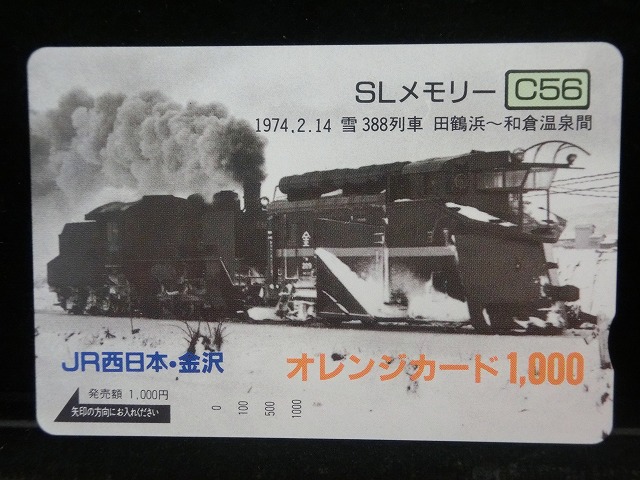 SLメモリー C56
1974.2.14 雪388列車 田鶴浜～和倉温泉間
JR西日本・金沢
オレンジカード1,000
発売額 1,000円
矢印の方向にお入れください
0 100 500 1000